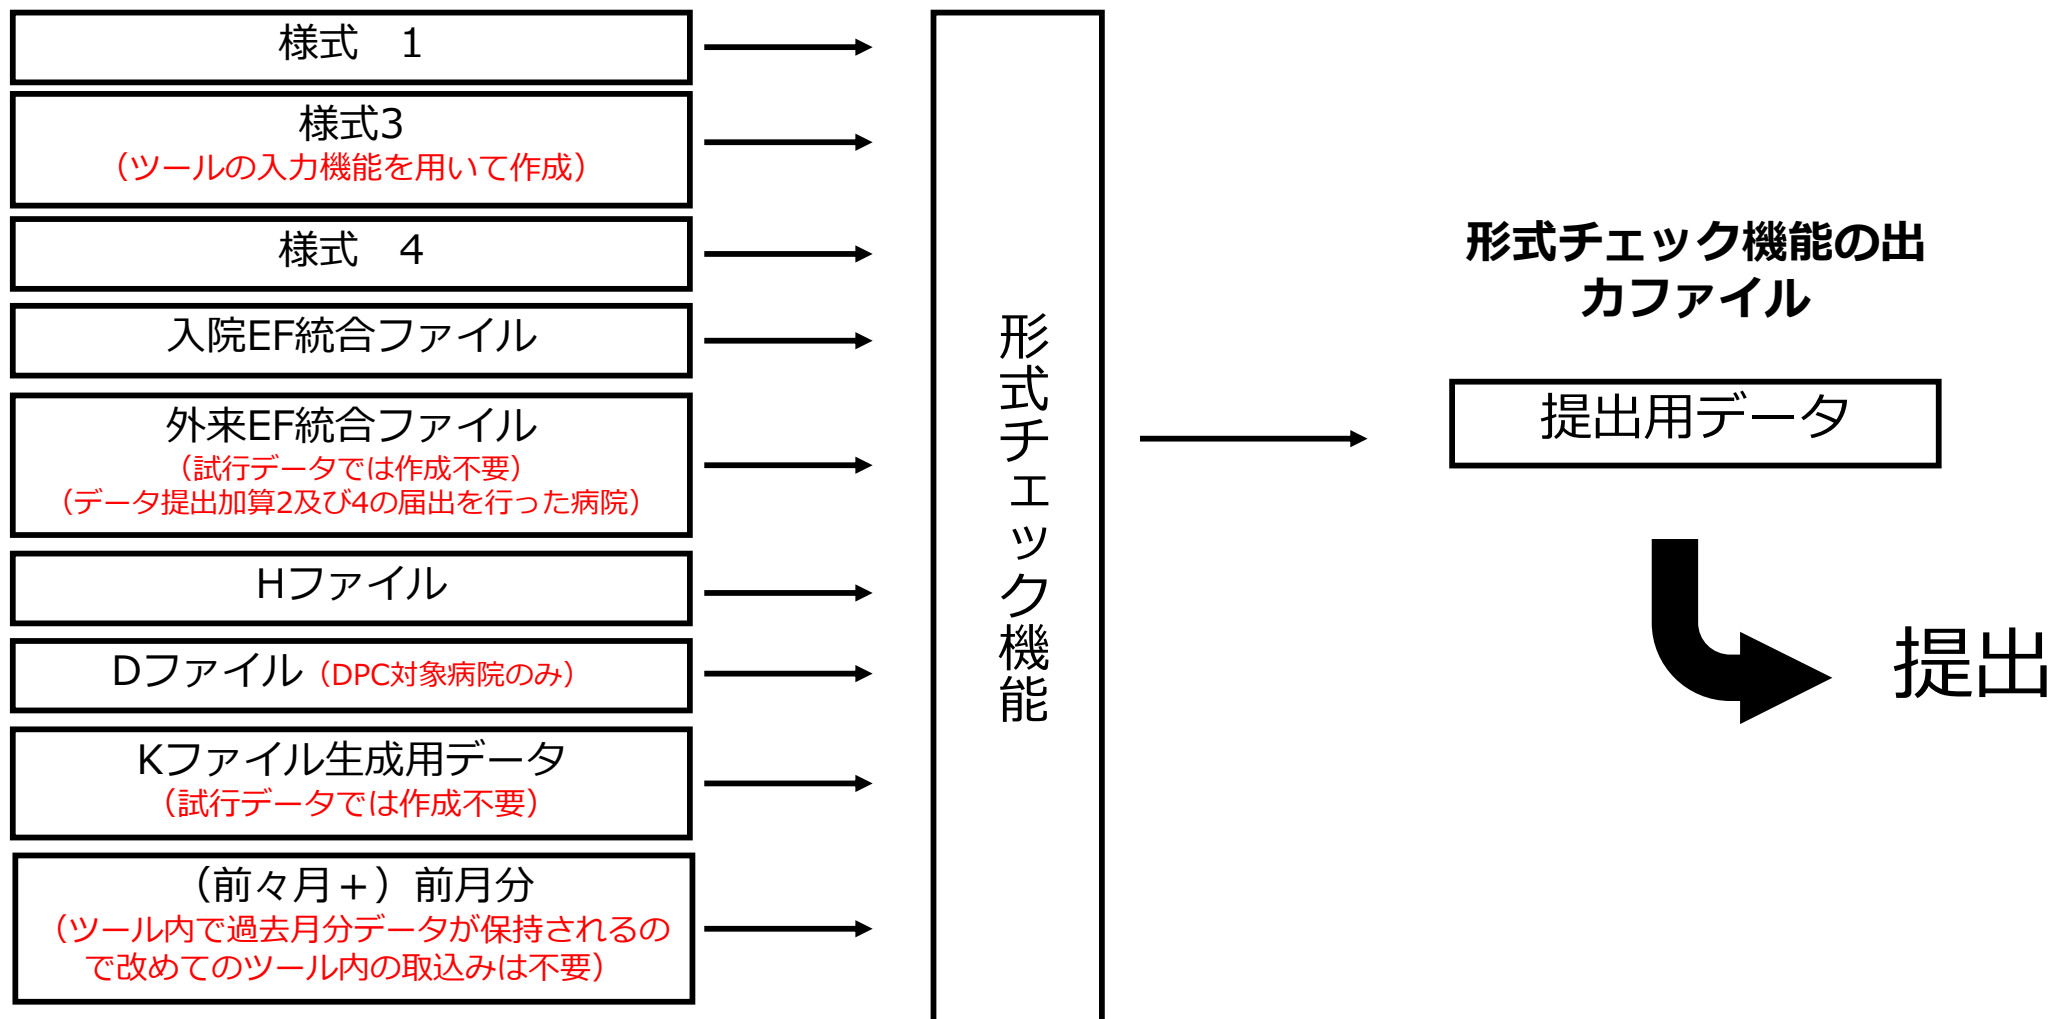 様式　1
様式3
（ツールの入力機能を用いて作成）
様式　4
入院EF統合ファイル
外来EF統合ファイル
（試行データでは作成不要）
（データ提出加算2及び4の届出を行った病院）
Hファイル
Dファイル（DPC対象病院のみ）
Kファイル生成用データ
（試行データでは作成不要）
（前々月＋）前月分
（ツール内で過去月分データが保持されるの
で改めてのツール内の取込みは不要）
形式チェック機能
形式チェック機能の出
力ファイル
提出用データ
提出